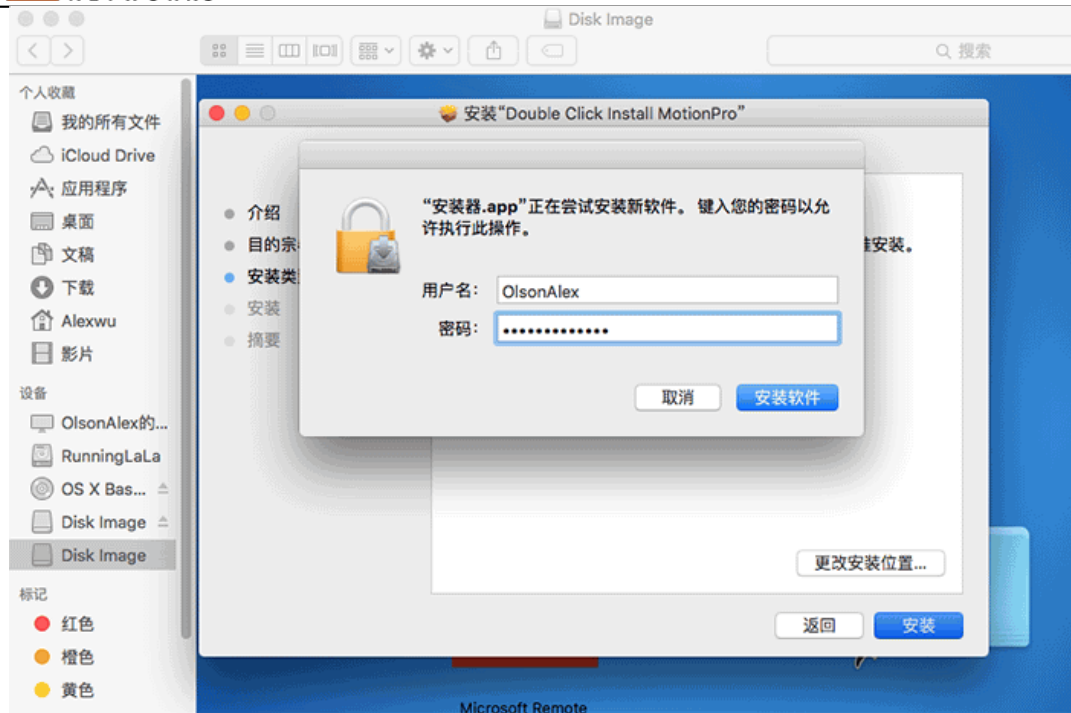 Disk Image
搜索
个人收藏
我的所有文件
iCloud Drive
应用程序
桌面
文稿
下载
Alexwu
影片
设备
OlsonAlex的...
RunningLaLa
OS X Bas...
Disk Image
Disk Image
标记
红色
橙色
黄色
安装“Double Click Install MotionPro”
介绍
目的宗
安装类
安装
摘要
“安装器.app”正在尝试安装新软件。键入您的密码以允
许执行此操作。
用户名：
OlsonAlex
密码：
•••••••••••••
取消
安装软件
安装。
更改安装位置...
返回
安装
Microsoft Remote